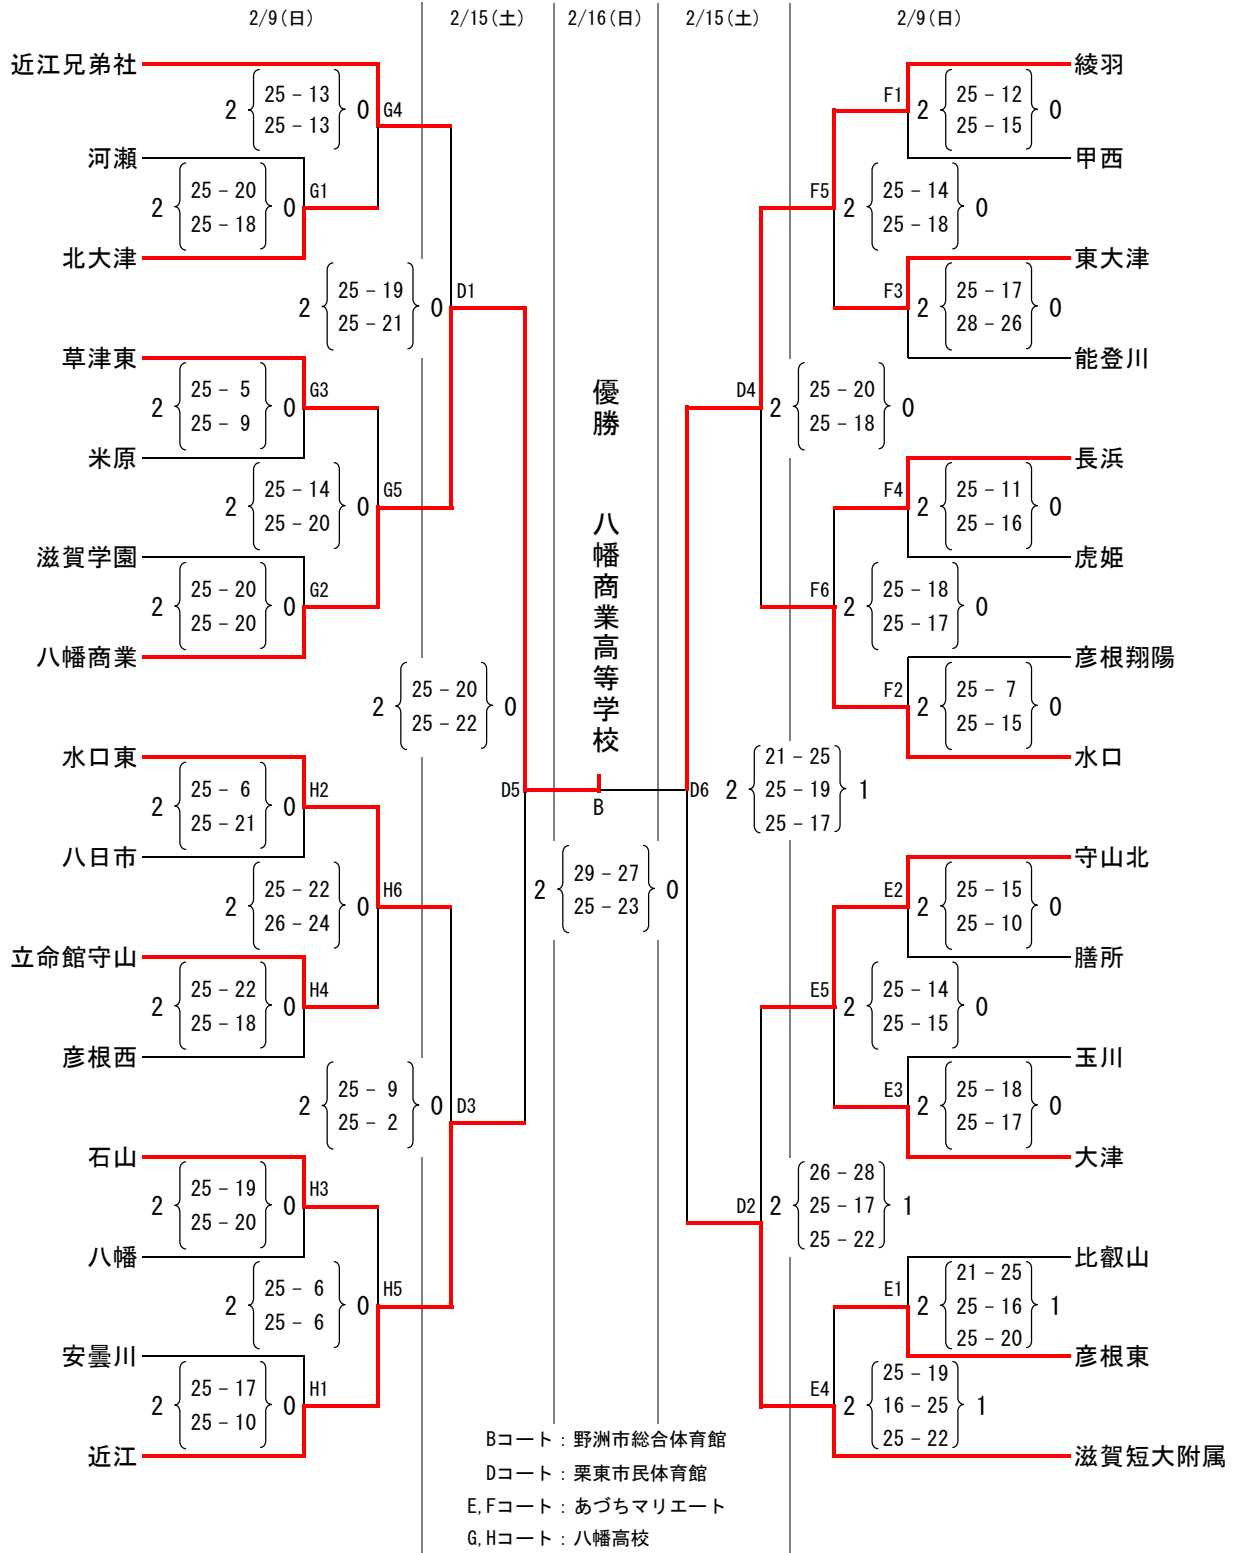 2/9(日)
2/15(土)
2/16(日)
2/15(土)
2/9(日)
近江兄弟社
2 25 - 13 0 G4
25 - 13
河瀬
2 25 - 20 0 G1
25 - 18
北大津
2 25 - 19 0 D1
25 - 21
草津東
2 25 - 5 0 G3
25 - 9
米原
2 25 - 14 0 G5
25 - 20
滋賀学園
2 25 - 20 0 G2
25 - 20
八幡商業
2 25 - 20 0
25 - 22
D5
水口東
2 25 - 6 0 H2
25 - 21
八日市
2 25 - 22 0 H6
26 - 24
立命館守山
2 25 - 22 0 H4
25 - 18
彦根西
2 25 - 9 0 D3
25 - 2
石山
2 25 - 19 0 H3
25 - 20
八幡
2 25 - 6 0 H5
25 - 6
安曇川
2 25 - 17 0 H1
25 - 10
近江
優勝 八幡商業高等学校
B
2 29 - 27 0
25 - 23
綾羽
F1 2 25 - 12 0
25 - 15
甲西
F5 2 25 - 14 0
25 - 18
東大津
F3 2 25 - 17 0
28 - 26
能登川
D4 2 25 - 20 0
25 - 18
長浜
F4 2 25 - 11 0
25 - 16
虎姫
F6 2 25 - 18 0
25 - 17
彦根翔陽
F2 2 25 - 7 0
25 - 15
水口
21 - 25
D6 2 25 - 19 1
25 - 17
守山北
E2 2 25 - 15 0
25 - 10
膳所
E5 2 25 - 14 0
25 - 15
玉川
E3 2 25 - 18 0
25 - 17
大津
26 - 28
D2 2 25 - 17 1
25 - 22
比叡山
21 - 25
E1 2 25 - 16 1
25 - 20
彦根東
25 - 19
E4 2 16 - 25 1
25 - 22
滋賀短大附属
Bコート：野洲市総合体育館
Dコート：栗東市民体育館
E,Fコート：あづちマリエート
G,Hコート：八幡高校